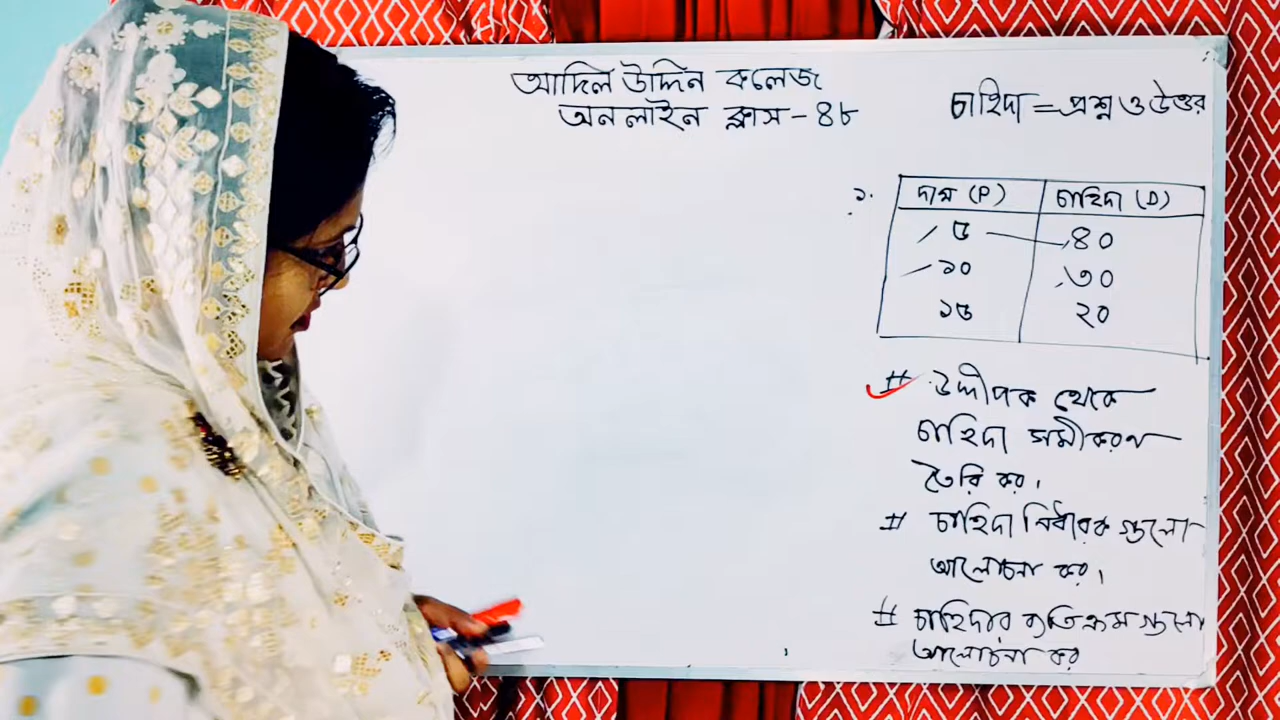 আদিল উদ্দিন কলেজ
অনলাইন ক্লাস - ৪৮
চাহিদা = প্রশ্ন ও উত্তর
১.
দাম (P) চাহিদা (D)
৫ ৪০
১০ ৩০
১৫ ২০
# উদ্দীপক থেকে
চাহিদা সমীকরণ
তৈরি কর।
# চাহিদা নির্ধারক গুলো
আলোচনা কর।
# চাহিদার ব্যতিক্রম গুলো
আলোচনা কর